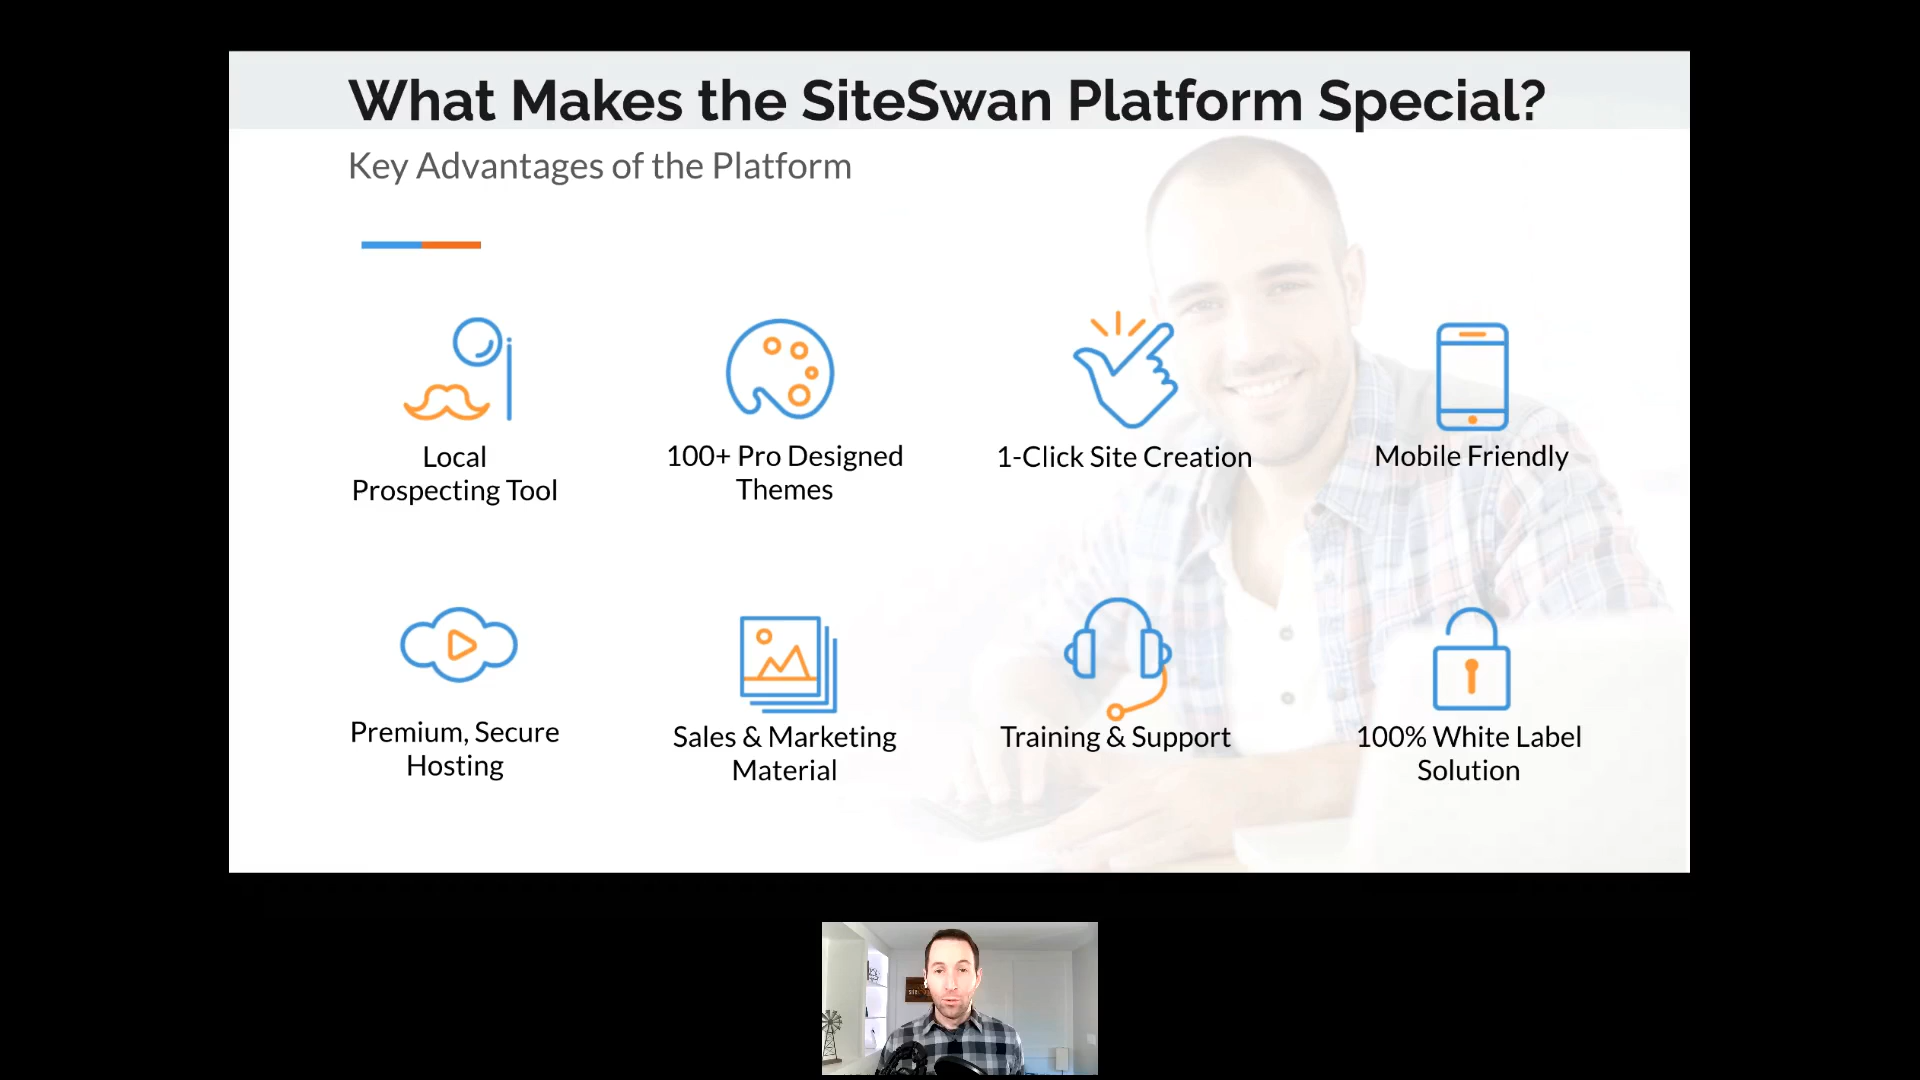 What Makes the SiteSwan Platform Special?
Key Advantages of the Platform
Local
Prospecting Tool
100+ Pro Designed
Themes
1-Click Site Creation
Mobile Friendly
Premium, Secure
Hosting
Sales & Marketing
Material
Training & Support
100% White Label
Solution